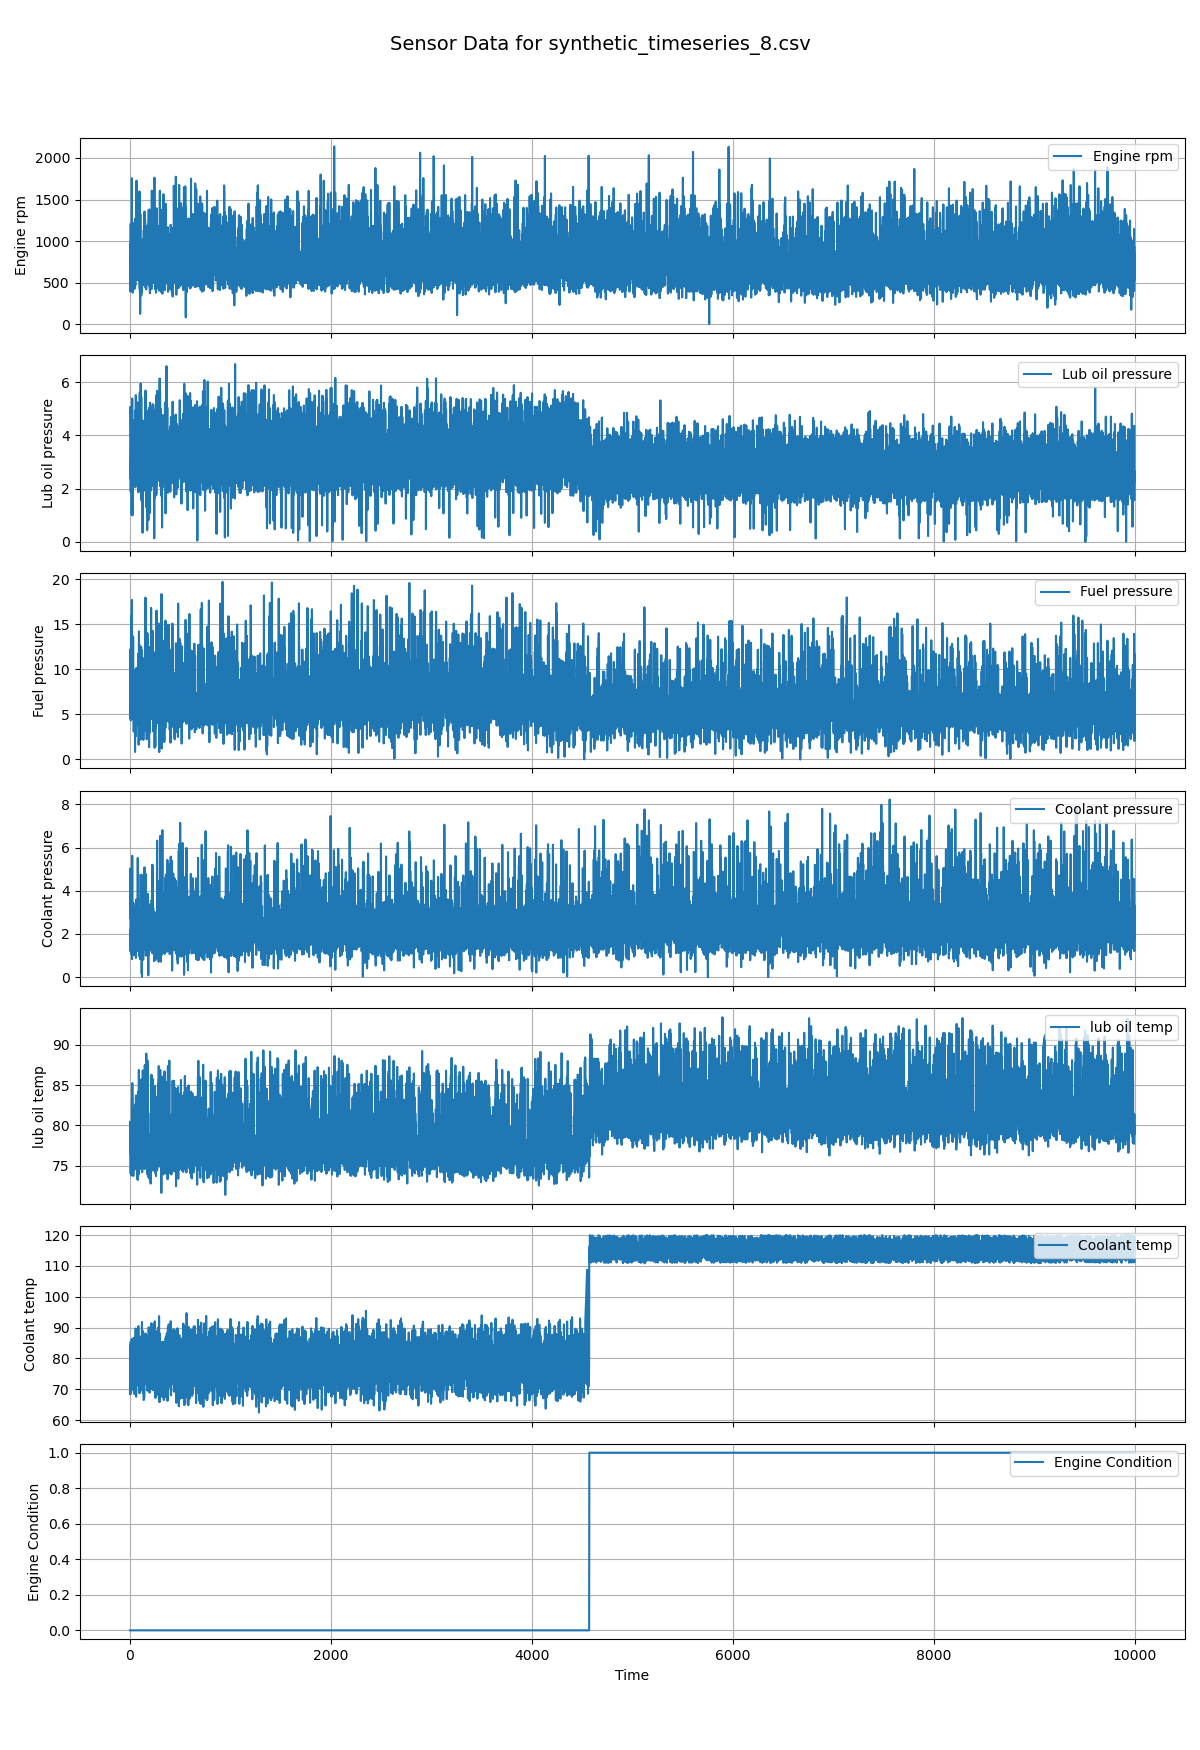 Sensor Data for synthetic_timeseries_8.csv
Engine rpm
2000
1500
1000
500
0
Engine rpm
Lub oil pressure
6
4
2
0
Lub oil pressure
Fuel pressure
20
15
10
5
0
Fuel pressure
Coolant pressure
8
6
4
2
0
Coolant pressure
lub oil temp
90
85
80
75
lub oil temp
Coolant temp
120
110
100
90
80
70
60
Coolant temp
Engine Condition
1.0
0.8
0.6
0.4
0.2
0.0
Engine Condition
0 2000 4000 6000 8000 10000
Time